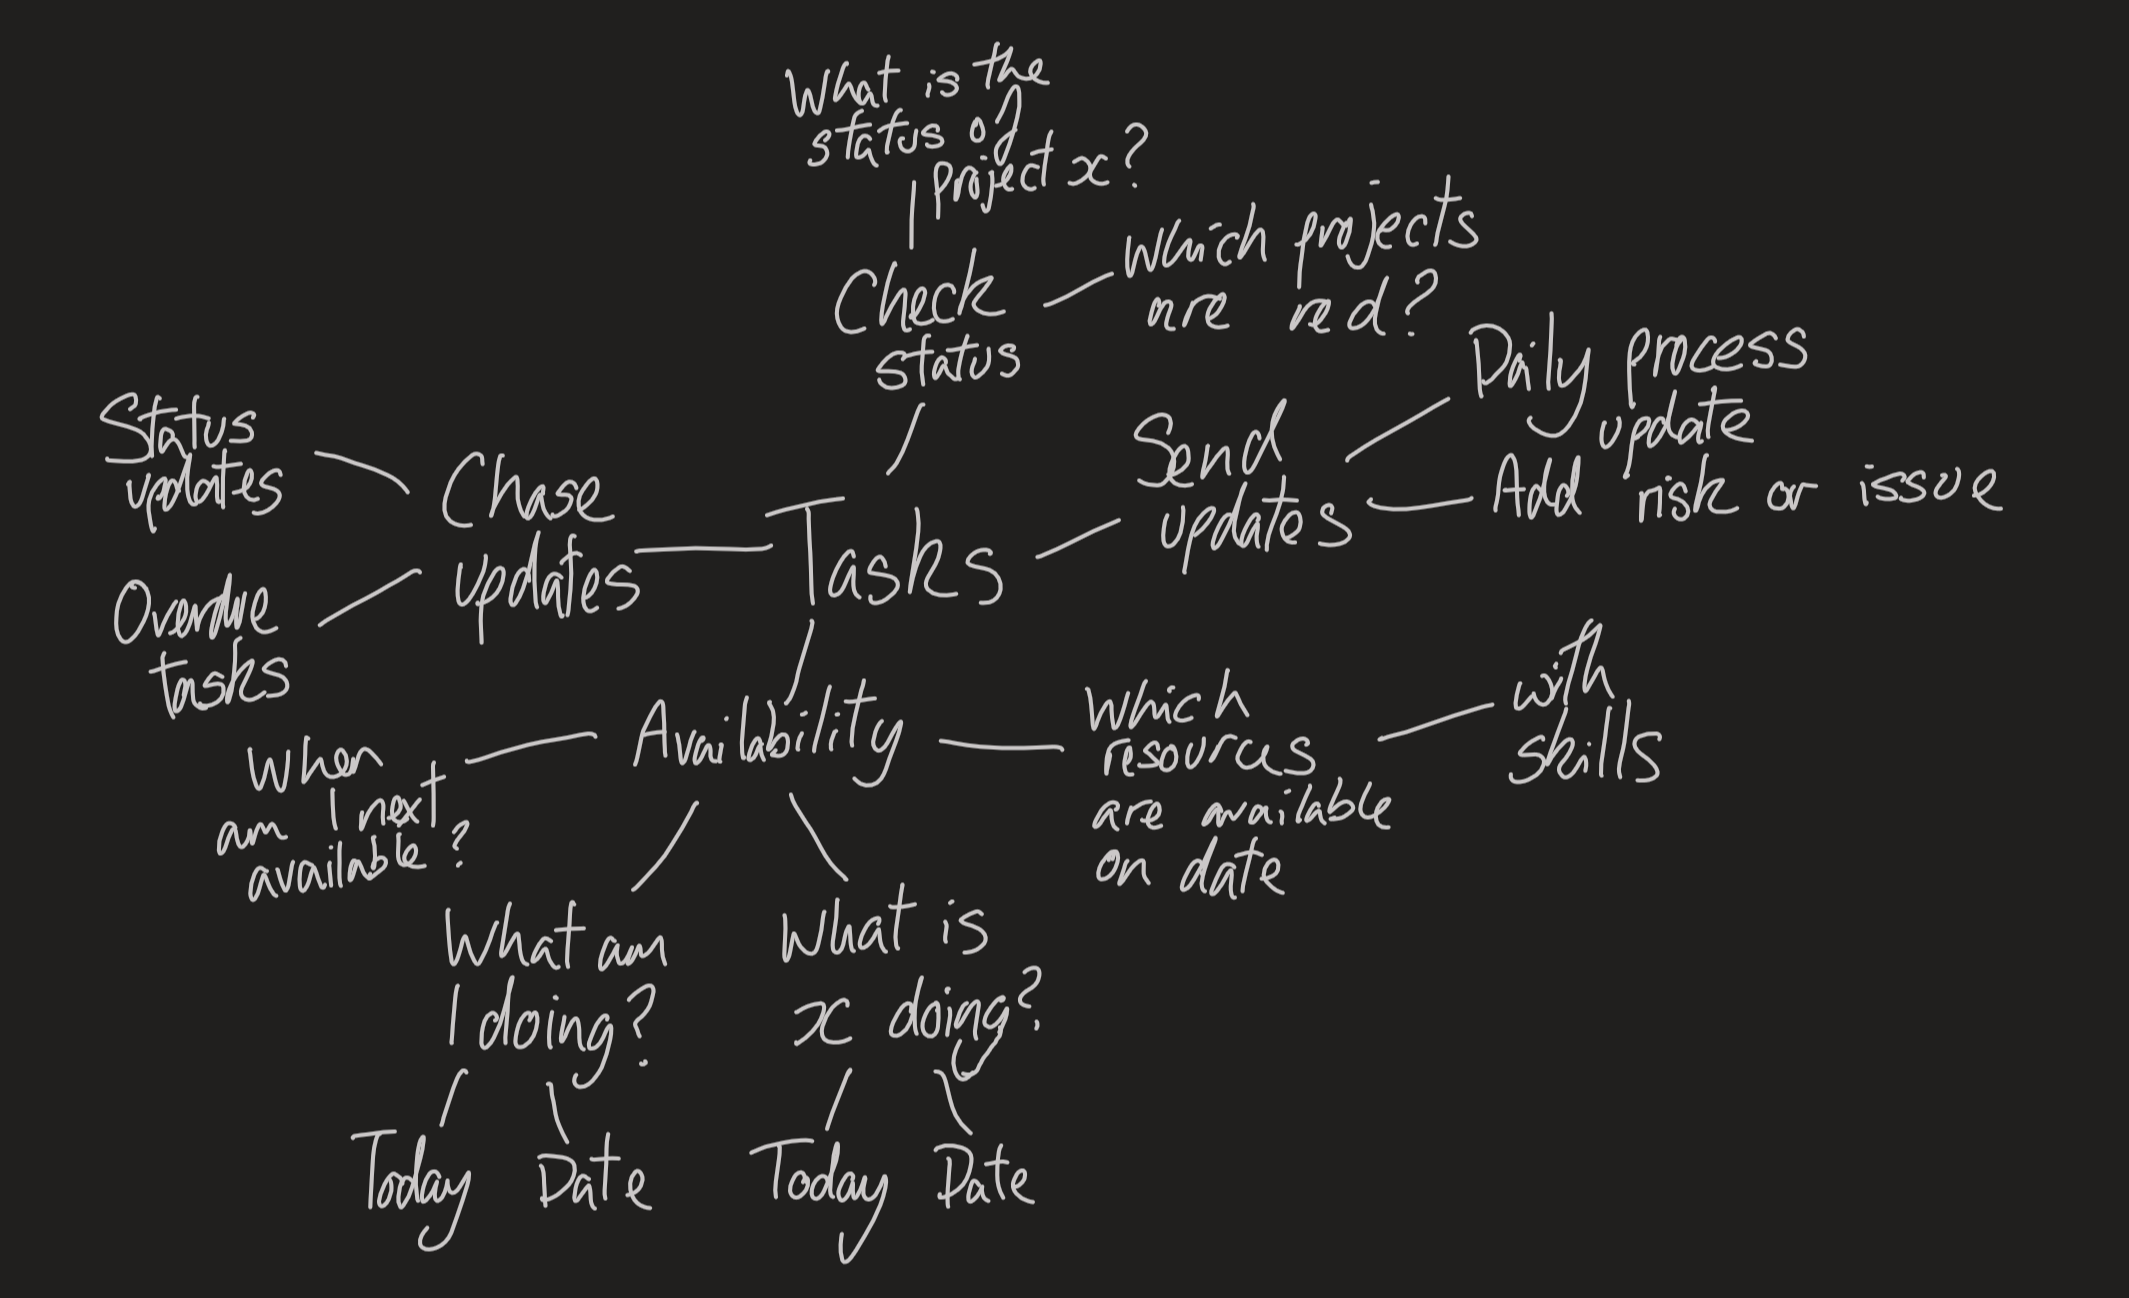 What is the
status of
project x?
Check
status
Which projects
are red?
Send
updates
Daily process
update
Add risk or issue
Status
updates
Chase
updates
Overdue
tasks
Tasks
Availability
When
am I next
available?
Which
resources
are available
on date
with
skills
What am
I doing?
Today
Date
What is
x doing?
Today
Date